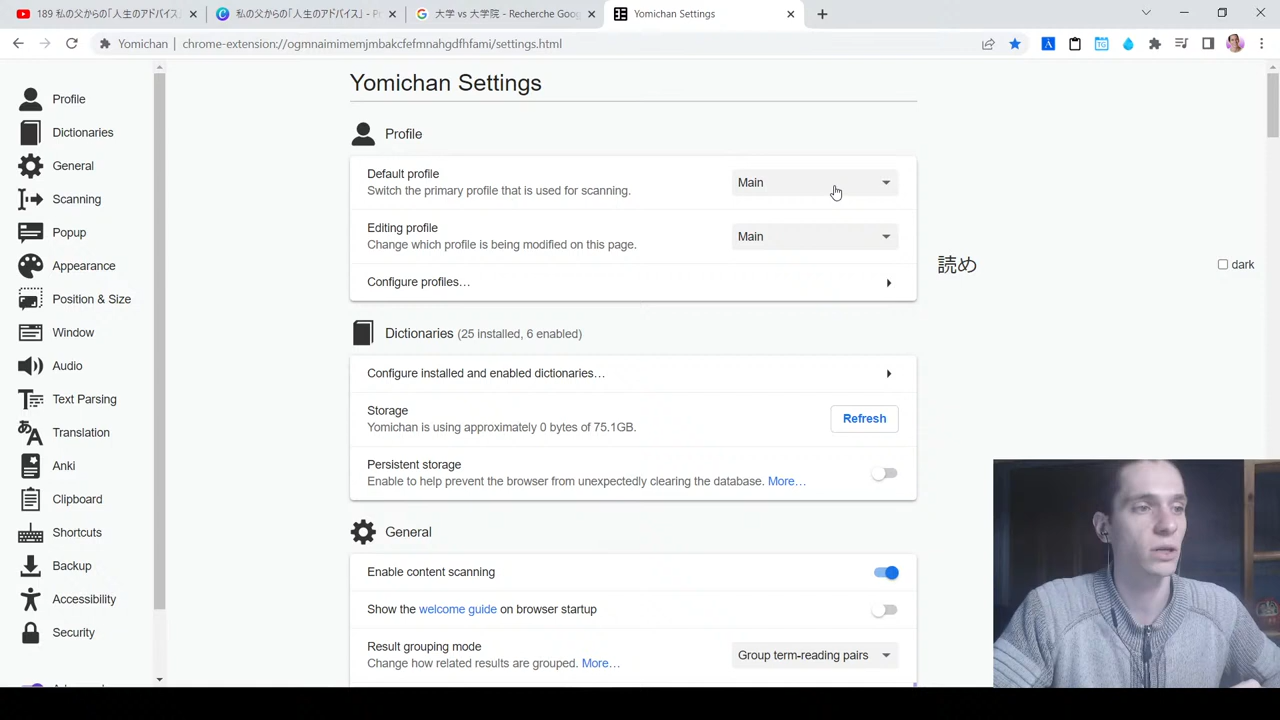 189 私の父からの「人生のアドバイス」
私の父からの「人生のアドバイス」 - P
大学 vs 大学院 - Recherche Goo
Yomichan Settings
Yomichan | chrome-extension://ogmnaimimemjmbakcfefmnahgdfhfami/settings.html
Profile
Dictionaries
General
Scanning
Popup
Appearance
Position & Size
Window
Audio
Text Parsing
Translation
Anki
Clipboard
Shortcuts
Backup
Accessibility
Security
Yomichan Settings
Profile
Default profile
Switch the primary profile that is used for scanning.
Main
Editing profile
Change which profile is being modified on this page.
Main
Configure profiles…
読め
dark
Dictionaries (25 installed, 6 enabled)
Configure installed and enabled dictionaries…
Storage
Yomichan is using approximately 0 bytes of 75.1GB.
Refresh
Persistent storage
Enable to help prevent the browser from unexpectedly clearing the database. More…
General
Enable content scanning
Show the welcome guide on browser startup
Result grouping mode
Change how related results are grouped. More…
Group term-reading pairs